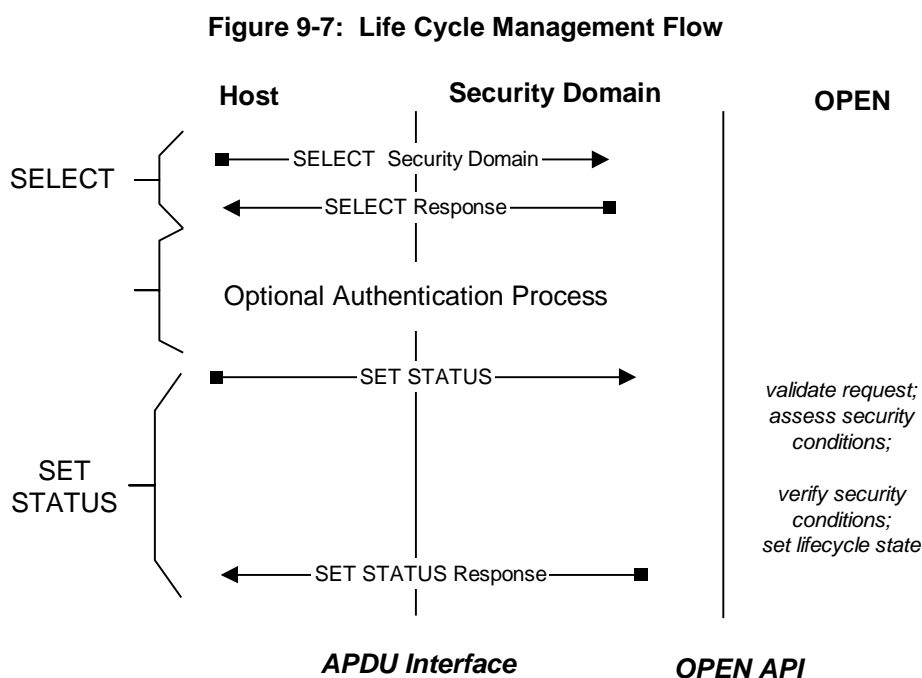 Figure 9-7: Life Cycle Management Flow
Host
Security Domain
OPEN
SELECT
SELECT Security Domain
SELECT Response
Optional Authentication Process
SET STATUS
validate request;
assess security
conditions;
SET
STATUS
verify security
conditions;
set lifecycle state
SET STATUS Response
APDU Interface
OPEN API